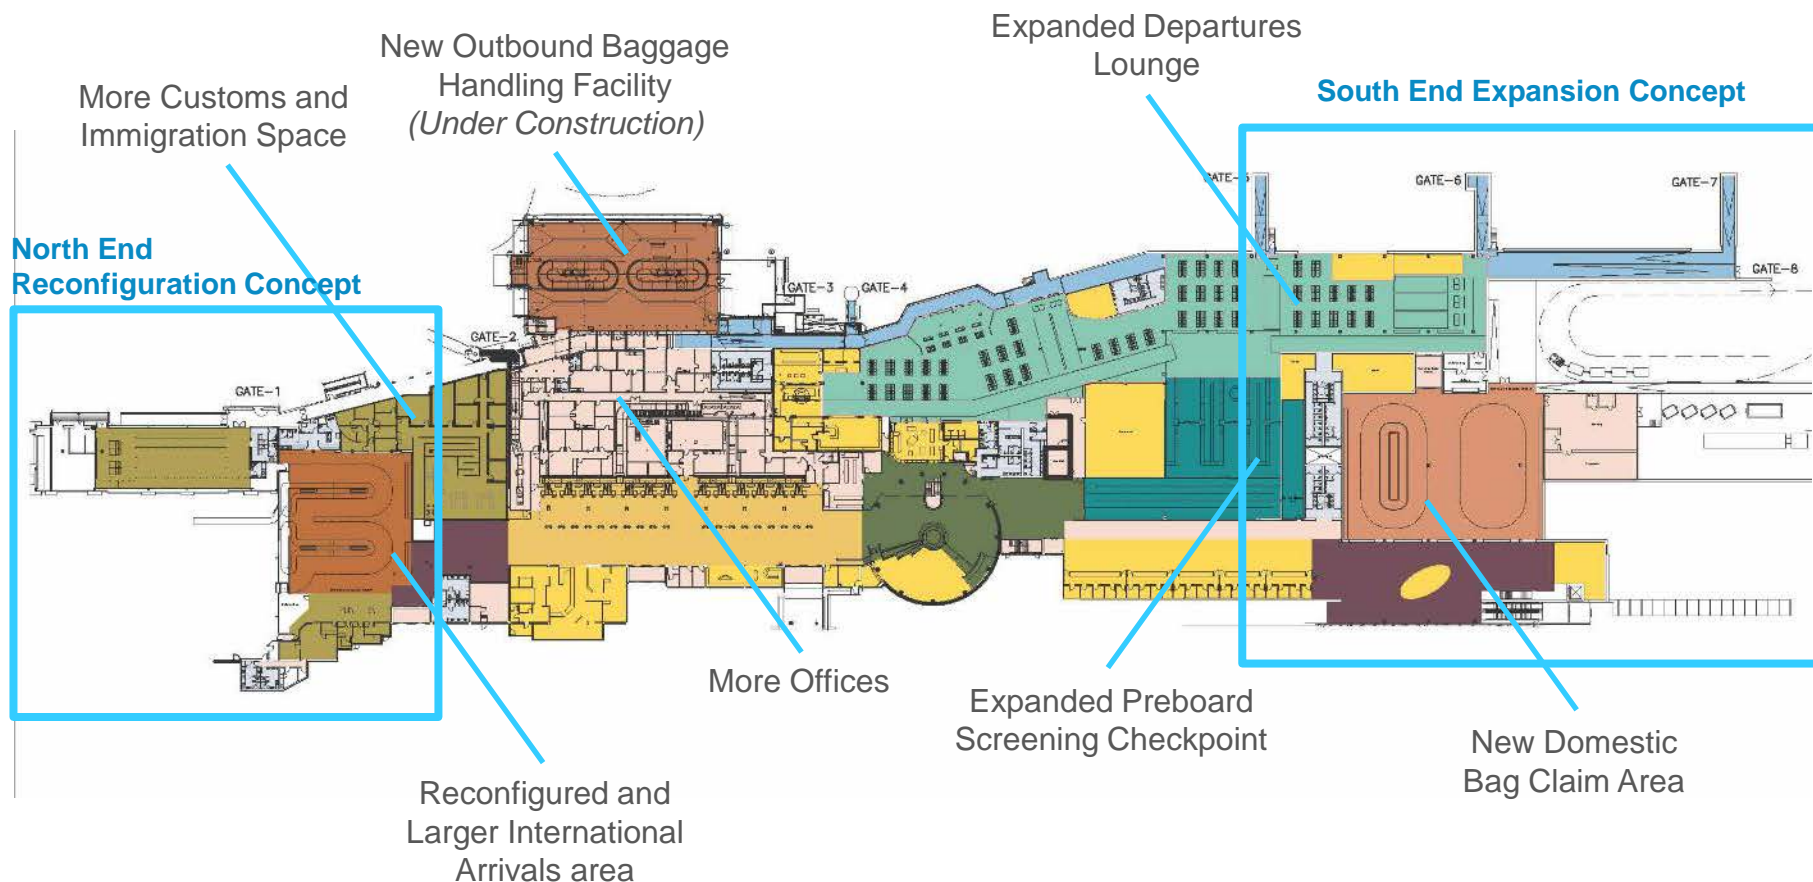 Expanded Departures
Lounge
New Outbound Baggage
Handling Facility
(Under Construction)
More Customs and
Immigration Space
South End Expansion Concept
North End
Reconfiguration Concept
GATE-6
GATE-7
GATE-8
GATE-3
GATE-4
GATE-2
GATE-1
More Offices
Expanded Preboard
Screening Checkpoint
New Domestic
Bag Claim Area
Reconfigured and
Larger International
Arrivals area